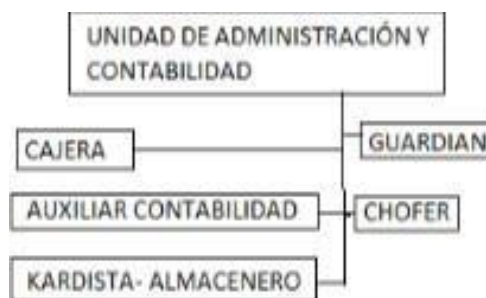 UNIDAD DE ADMINISTRACIÓN Y
CONTABILIDAD
GUARDIAN
CAJERA
AUXILIAR CONTABILIDAD
CHOFER
KARDISTA- ALMACENERO